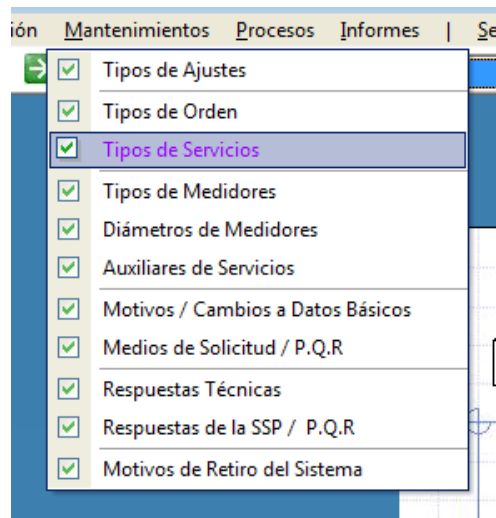 ión Mantenimientos Procesos Informes | Se
Tipos de Ajustes
Tipos de Orden
Tipos de Servicios
Tipos de Medidores
Diámetros de Medidores
Auxiliares de Servicios
Motivos / Cambios a Datos Básicos
Medios de Solicitud / P.Q.R
Respuestas Técnicas
Respuestas de la SSP / P.Q.R
Motivos de Retiro del Sistema